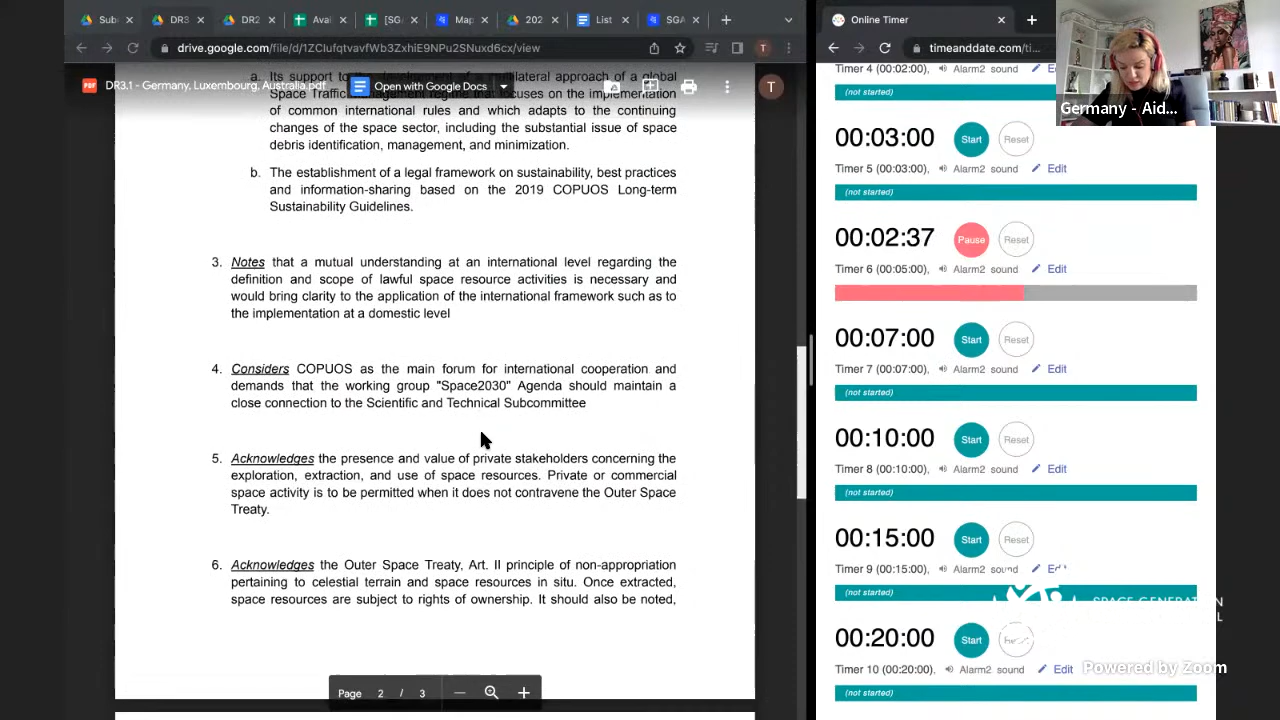 Sub
DR3
DR2
Avai
[SGA
Map
202
List
SGA
drive.google.com/file/d/1ZCIufqtvavfWb3ZxhiE9NPu2SNuxd6cx/view
T
DR3.1 - Germany, Luxembourg, Australia.pdf
Open with Google Docs
T
a. Its support to
Space Traffic Management regime that focuses on the implementation
of common international rules and which adapts to the continuing
changes of the space sector, including the substantial issue of space
debris identification, management, and minimization.
b. The establishment of a legal framework on sustainability, best practices
and information-sharing based on the 2019 COPUOS Long-term
Sustainability Guidelines.
3. Notes that a mutual understanding at an international level regarding the
definition and scope of lawful space resource activities is necessary and
would bring clarity to the application of the international framework such as to
the implementation at a domestic level
4. Considers COPUOS as the main forum for international cooperation and
demands that the working group "Space2030" Agenda should maintain a
close connection to the Scientific and Technical Subcommittee
5. Acknowledges the presence and value of private stakeholders concerning the
exploration, extraction, and use of space resources. Private or commercial
space activity is to be permitted when it does not contravene the Outer Space
Treaty.
6. Acknowledges the Outer Space Treaty, Art. II principle of non-appropriation
pertaining to celestial terrain and space resources in situ. Once extracted,
space resources are subject to rights of ownership. It should also be noted,
Page 2 / 3
Online Timer
timeanddate.com/ti...
Germany - Aid...
Timer 4 (00:02:00), Alarm2 sound
(not started)
00:03:00 Start Reset
Timer 5 (00:03:00), Alarm2 sound Edit
(not started)
00:02:37 Pause Reset
Timer 6 (00:05:00), Alarm2 sound Edit
00:07:00 Start Reset
Timer 7 (00:07:00), Alarm2 sound Edit
(not started)
00:10:00 Start Reset
Timer 8 (00:10:00), Alarm2 sound Edit
(not started)
00:15:00 Start Reset
Timer 9 (00:15:00), Alarm2 sound
(not started)
SPACE GENERATION
00:20:00 Start
Timer 10 (00:20:00), Alarm2 sound Edit
Powered by Zoom
(not started)